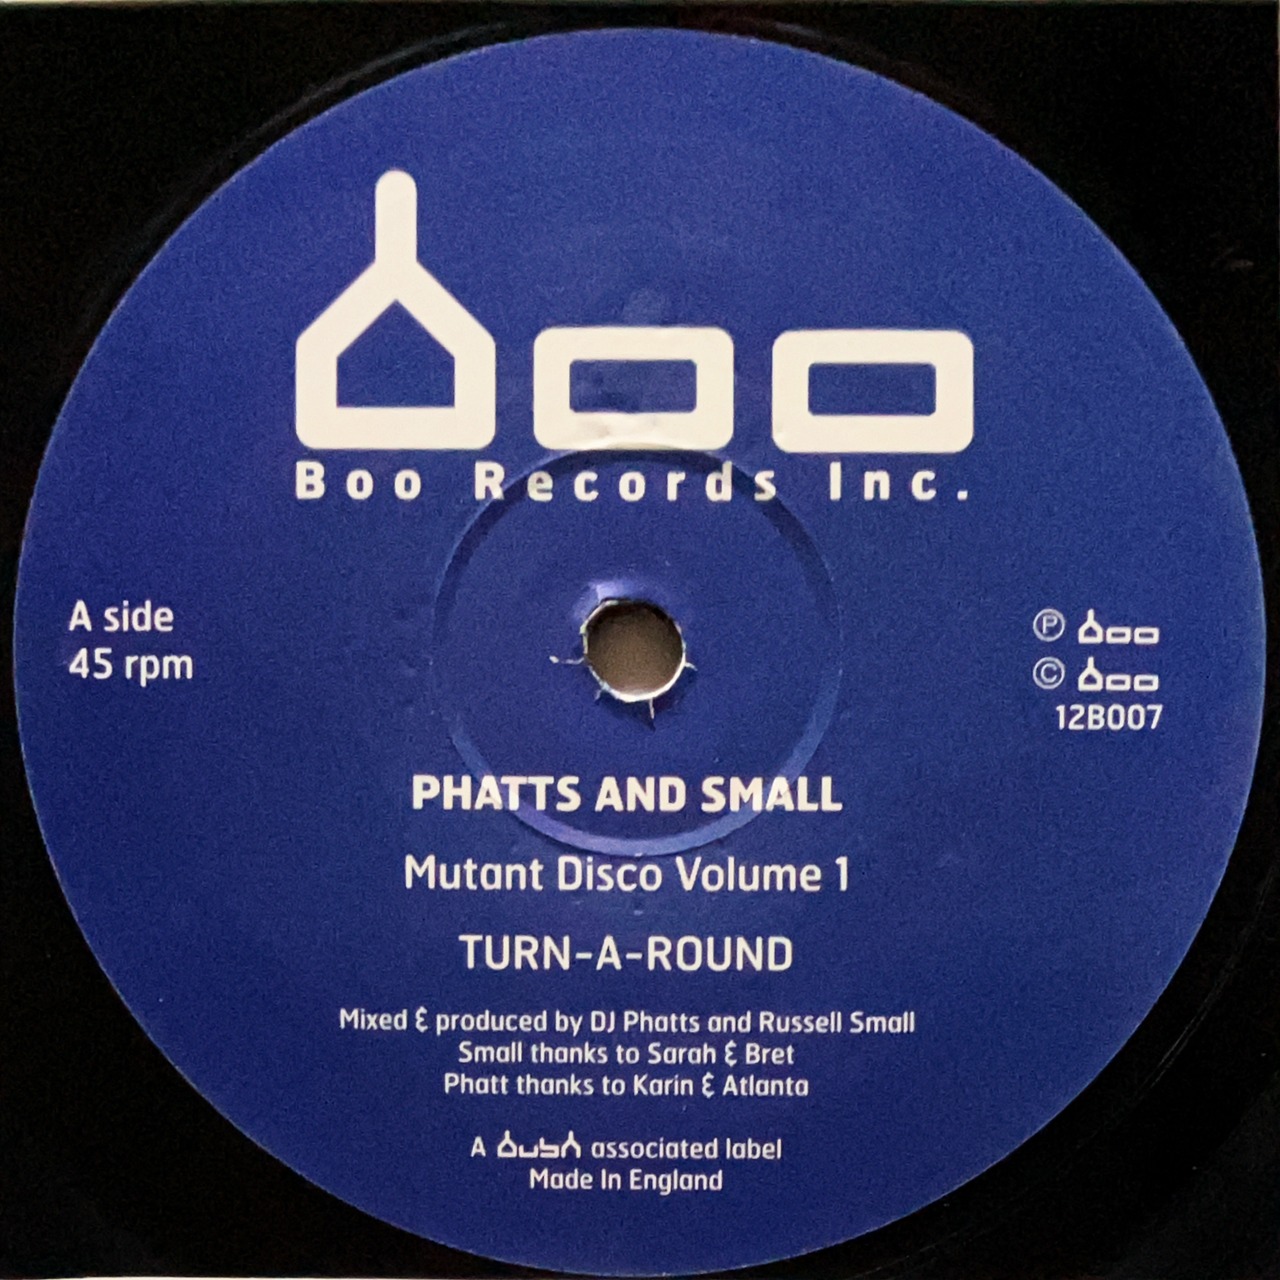 boo
Boo Records Inc.
A side
45 rpm
Ⓟ boo
© boo
12B007
PHATTS AND SMALL
Mutant Disco Volume 1
TURN-A-ROUND
Mixed & produced by DJ Phatts and Russell Small
Small thanks to Sarah & Bret
Phatt thanks to Karin & Atlanta
A bush associated label
Made In England